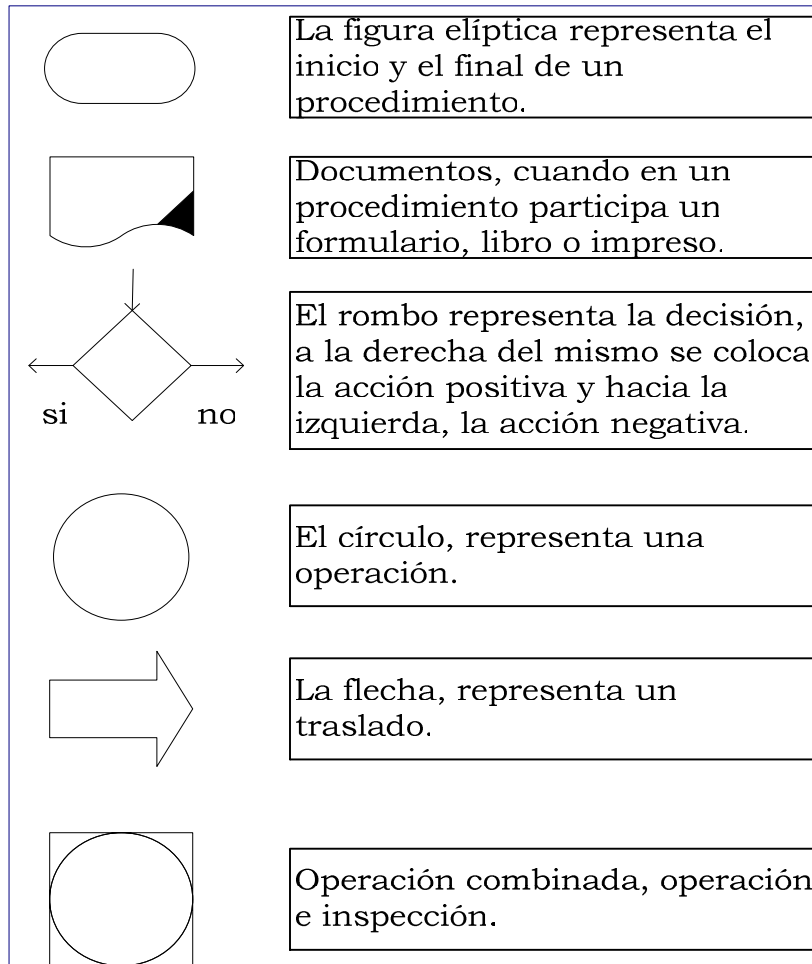 La figura elíptica representa el
inicio y el final de un
procedimiento.
Documentos, cuando en un
procedimiento participa un
formulario, libro o impreso.
El rombo representa la decisión,
a la derecha del mismo se coloca
la acción positiva y hacia la
izquierda, la acción negativa.
si
no
El círculo, representa una
operación.
La flecha, representa un
traslado.
Operación combinada, operación
e inspección.